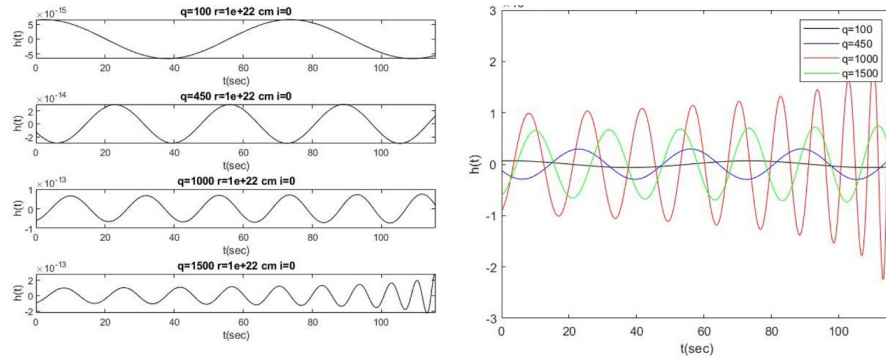 ×10⁻¹⁵
q=100 r=1e+22 cm i=0
h(t)
5
0
-5
0 20 40 60 80 100
t(sec)
×10⁻¹⁴
q=450 r=1e+22 cm i=0
h(t)
2
0
-2
0 20 40 60 80 100
t(sec)
×10⁻¹³
q=1000 r=1e+22 cm i=0
h(t)
1
0
-1
0 20 40 60 80 100
t(sec)
×10⁻¹³
q=1500 r=1e+22 cm i=0
h(t)
2
0
-2
0 20 40 60 80 100
t(sec)
3
2
1
0
-1
-2
-3
h(t)
0 20 40 60 80 100
t(sec)
q=100
q=450
q=1000
q=1500